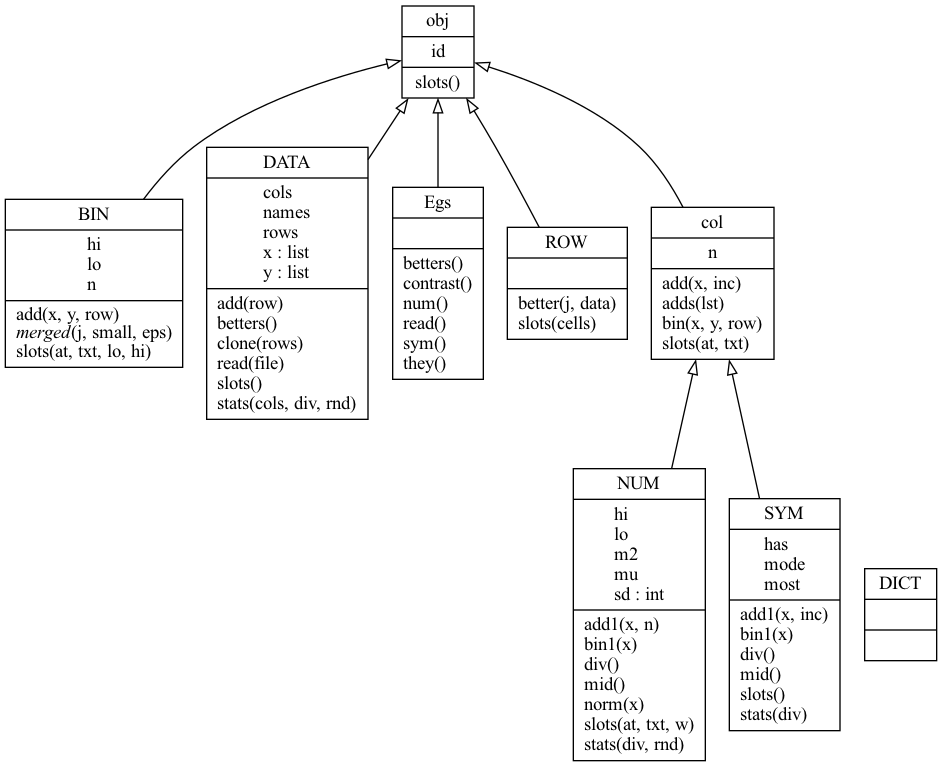 obj
id
slots()
BIN
hi
lo
n
add(x, y, row)
merged(j, small, eps)
slots(at, txt, lo, hi)
DATA
cols
names
rows
x : list
y : list
add(row)
betters()
clone(rows)
read(file)
slots()
stats(cols, div, rnd)
Egs
betters()
contrast()
num()
read()
sym()
they()
ROW
better(j, data)
slots(cells)
col
n
add(x, inc)
adds(lst)
bin(x, y, row)
slots(at, txt)
NUM
hi
lo
m2
mu
sd : int
add1(x, n)
bin1(x)
div()
mid()
norm(x)
slots(at, txt, w)
stats(div, rnd)
SYM
has
mode
most
add1(x, inc)
bin1(x)
div()
mid()
slots()
stats(div)
DICT